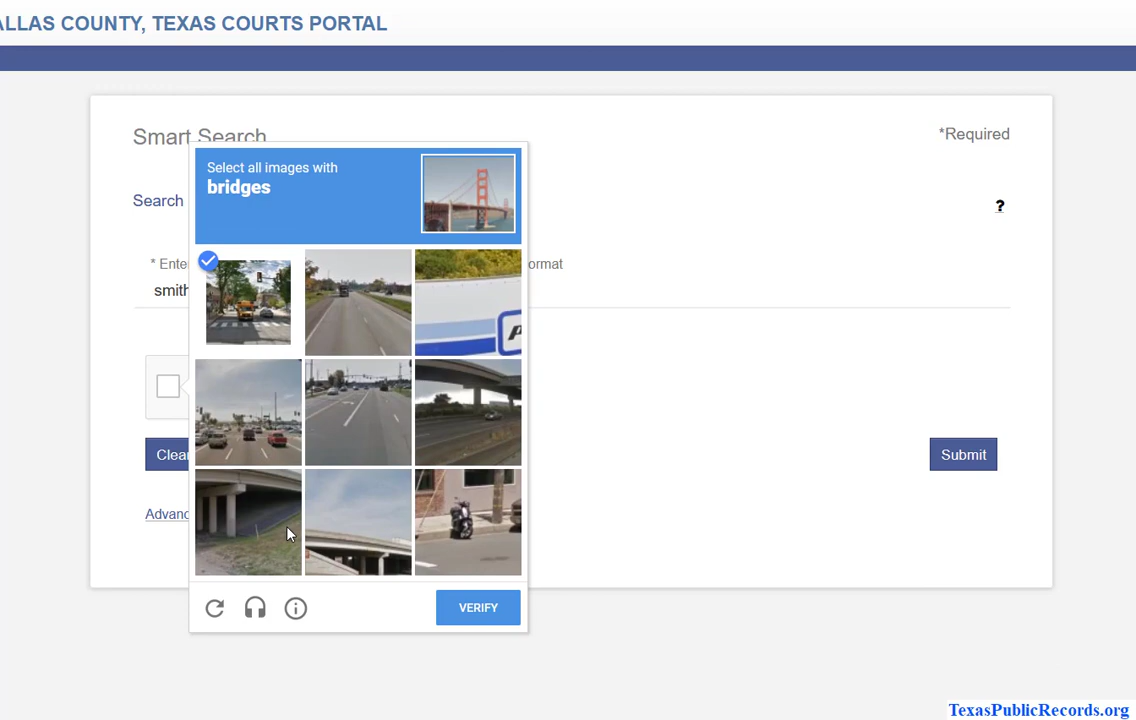 ALLAS COUNTY, TEXAS COURTS PORTAL
Smart Search
*Required
Select all images with
bridges
Search
?
* Ente
ormat
smith
Clear
Submit
Advanc
VERIFY
TexasPublicRecords.org